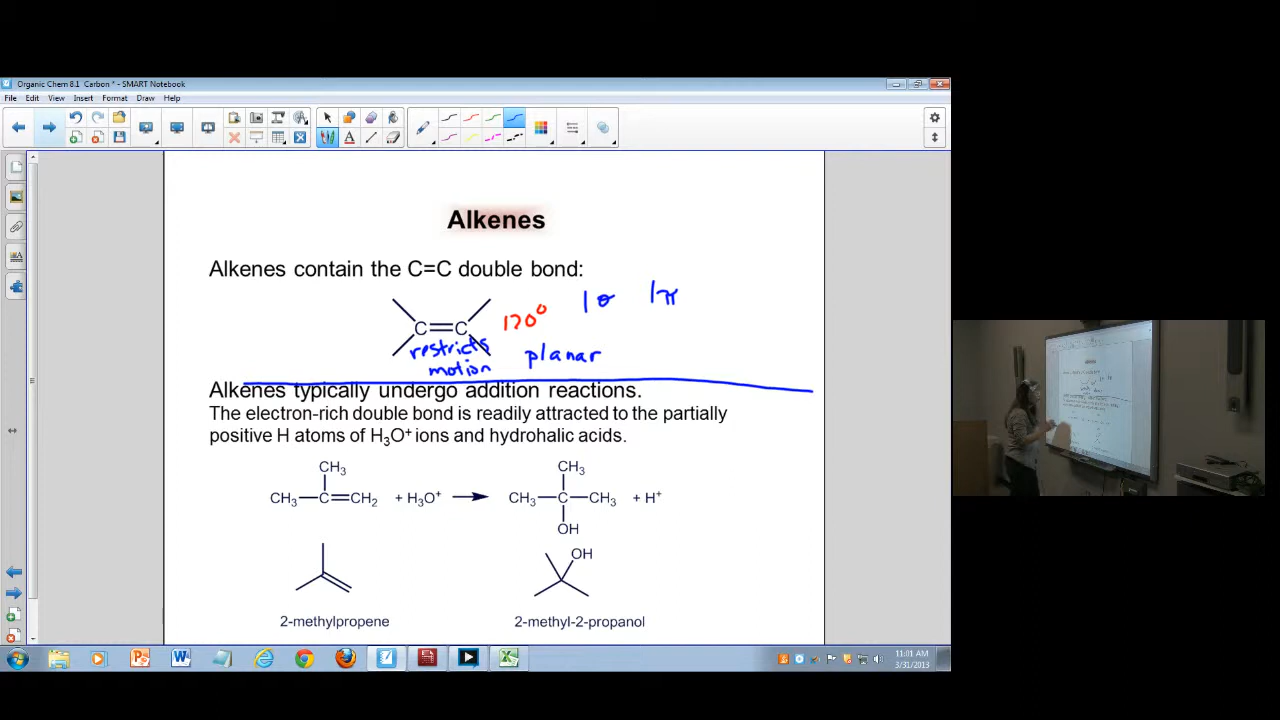 Organic Chem 8.1 Carbon * - SMART Notebook
File Edit View Insert Format Draw Help
Alkenes
Alkenes contain the C=C double bond:
C=C
120°
1 σ 1 π
restricts
motion
planar
Alkenes typically undergo addition reactions.
The electron-rich double bond is readily attracted to the partially
positive H atoms of H₃O⁺ ions and hydrohalic acids.
CH₃ CH₃
CH₃—C=CH₂ + H₃O⁺ → CH₃—C—CH₃ + H⁺
OH
OH
2-methylpropene 2-methyl-2-propanol
11:01 AM
3/31/2013